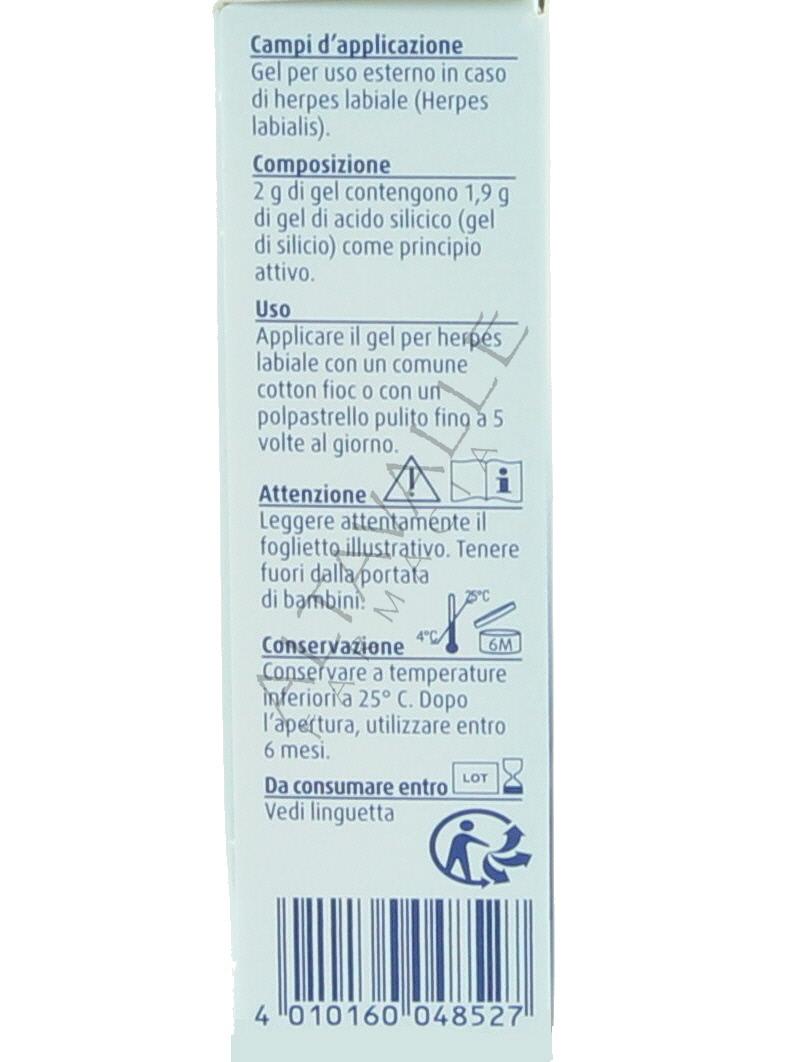 Campi d'applicazione
Gel per uso esterno in caso
di herpes labiale (Herpes
labialis).
Composizione
2 g di gel contengono 1,9 g
di gel di acido silicico (gel
di silicio) come principio
attivo.
Uso
Applicare il gel per herpes
labiale con un comune
cotton fioc o con un
polpastrello pulito fino a 5
volte al giorno.
Attenzione
Leggere attentamente il
foglietto illustrativo. Tenere
fuori dalla portata
di bambini.
25°C
4°C
6M
Conservazione
Conservare a temperature
inferiori a 25° C. Dopo
l'apertura, utilizzare entro
6 mesi.
Da consumare entro LOT
Vedi linguetta
4 010160 048527
ALTAVALLE
FARMACIA